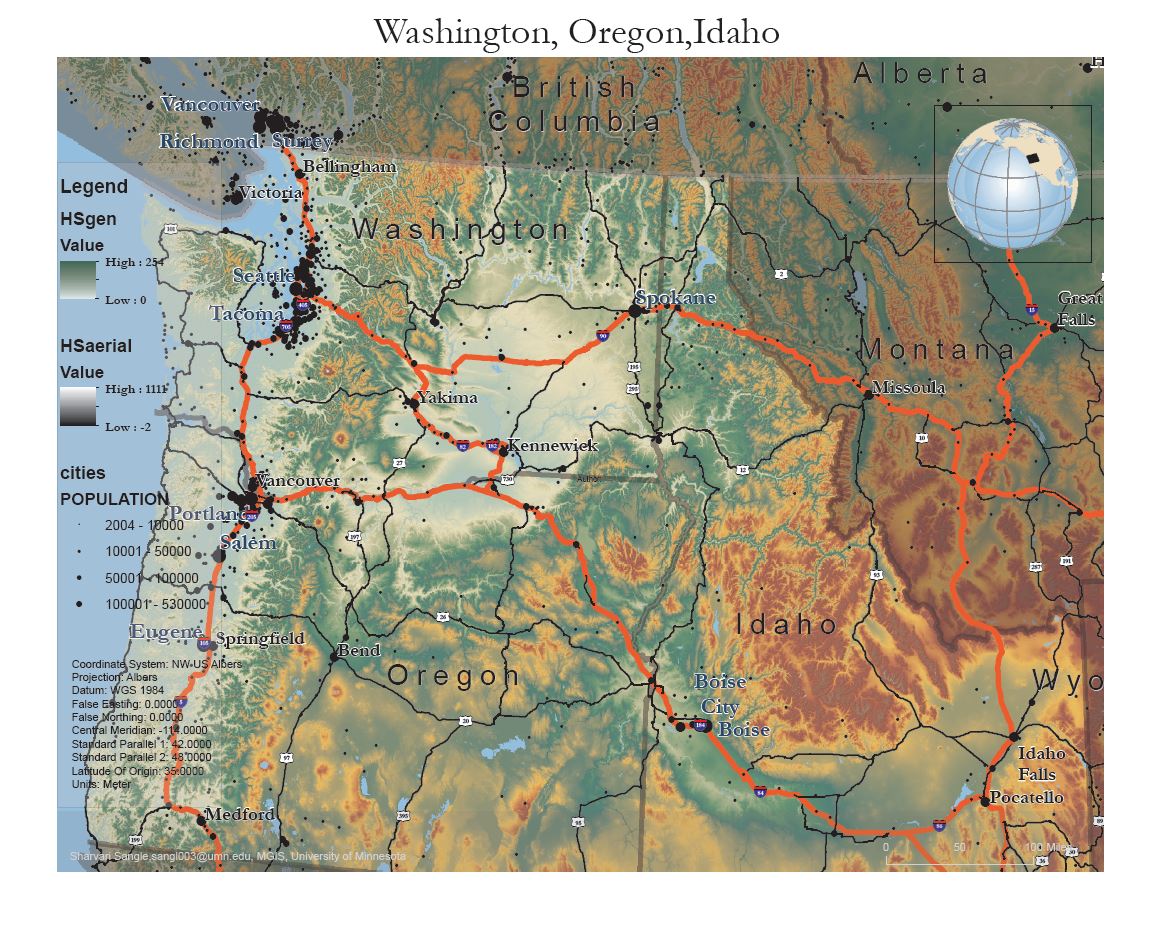 Washington, Oregon,Idaho
British
Columbia
Alberta
H
Vancouver
Richmond Surrey
Bellingham
Victoria
Legend
HSgen
Value
High : 254
Low : 0
Washington
101
Seattle
405
Tacoma
705
Spokane
2
15
Great
Falls
90
HSaerial
Value
High : 1111
Low : -2
195
295
Montana
Missoula
Yakima
82
182
Kennewick
10
27
12
730
Author:
cities
POPULATION
2004 - 10000
10001 - 50000
50001 - 100000
100001 - 530000
Vancouver
Portland
205
Salem
197
93
287
191
26
Idaho
Eugene
105
Springfield
Bend
Oregon
Wyo
Coordinate System: NW-US Albers
Projection: Albers
Datum: WGS 1984
False Easting: 0.0000
False Northing: 0.0000
Central Meridian: -114.0000
Standard Parallel 1: 42.0000
Standard Parallel 2: 48.0000
Latitude Of Origin: 35.0000
Units: Meter
5
Boise
City
Boise
184
20
97
Idaho
Falls
Pocatello
84
86
Medford
199
395
95
89
30
26
Sharvari Sangle,sangl003@umn.edu, MGIS, University of Minnesota
0 50 100 Miles